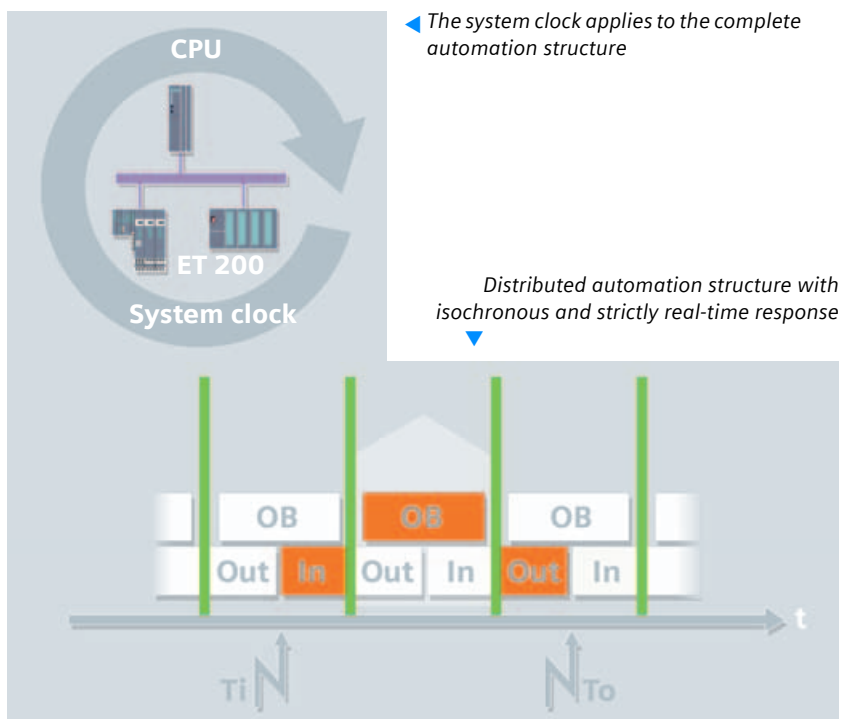 The system clock applies to the complete
automation structure
CPU
ET 200
System clock
Distributed automation structure with
isochronous and strictly real-time response
OB OB OB
Out In Out In Out In
t
Ti To